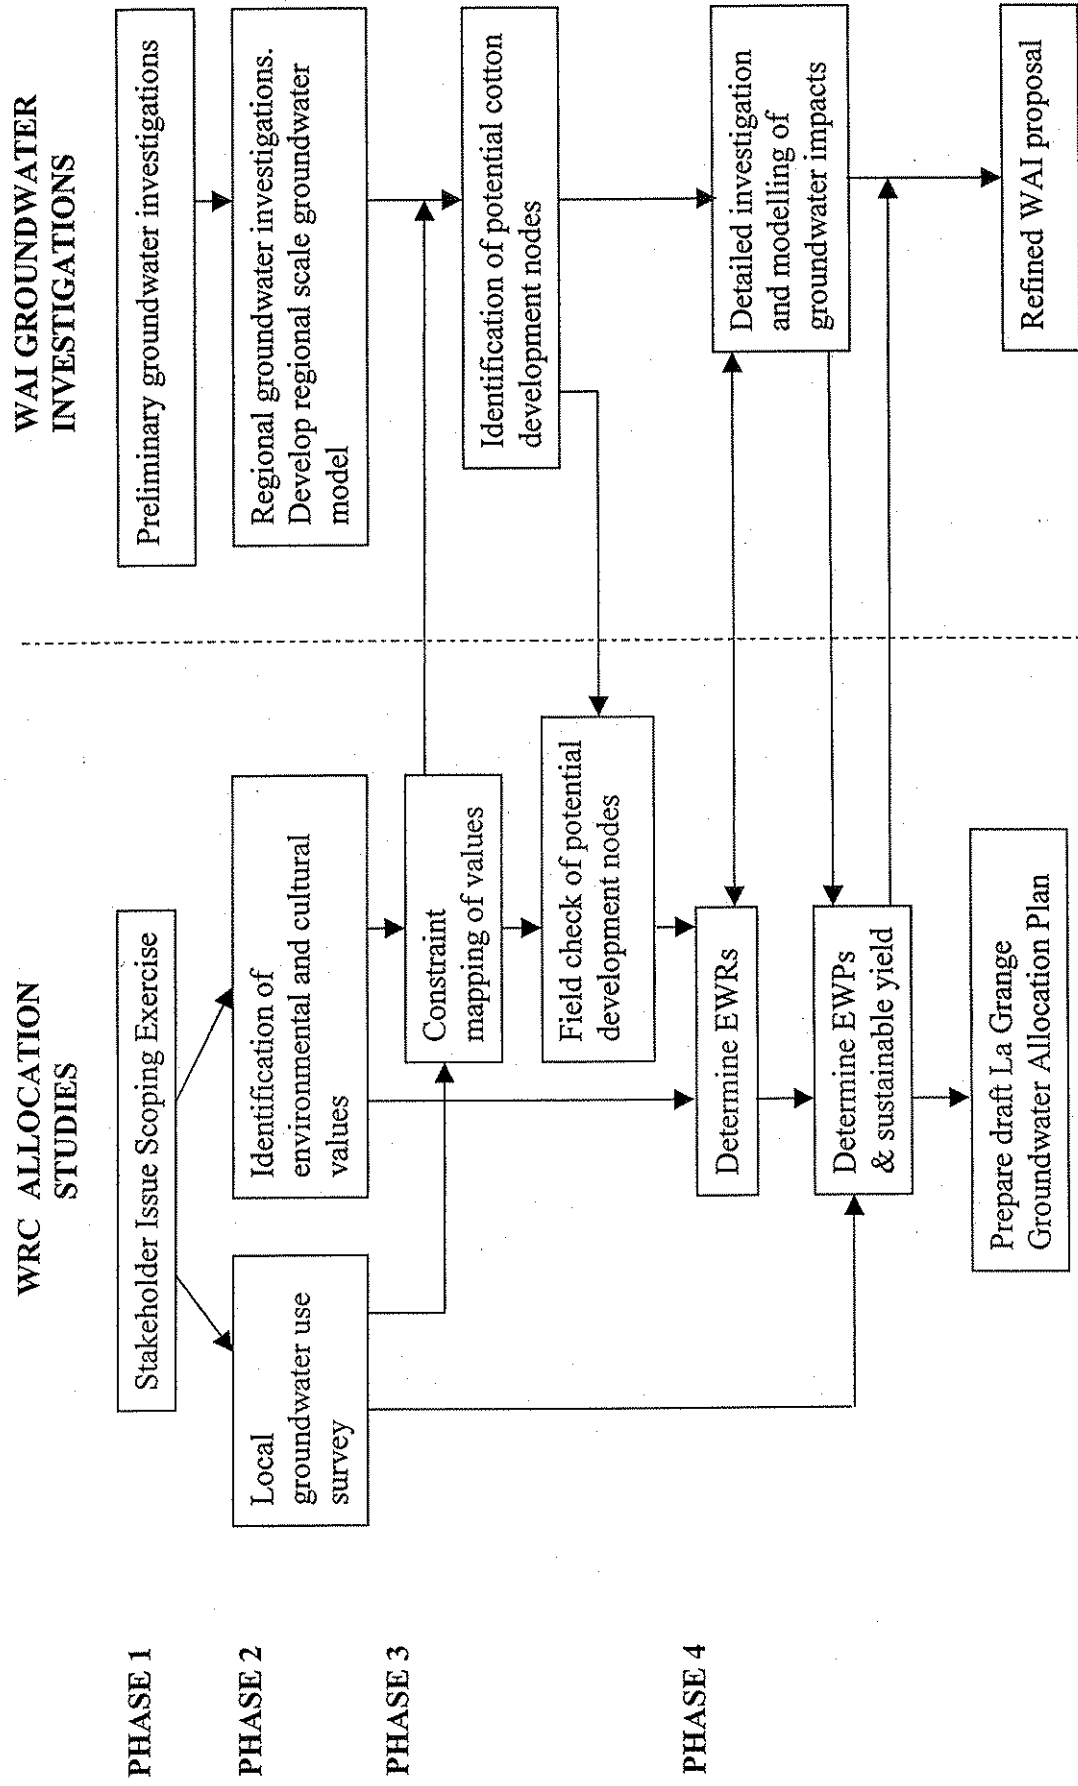 WRC ALLOCATION
STUDIES
WAI GROUNDWATER
INVESTIGATIONS
PHASE 1
Stakeholder Issue Scoping Exercise
Preliminary groundwater investigations
PHASE 2
Local
groundwater use
survey
Identification of
environmental and cultural
values
Regional groundwater investigations.
Develop regional scale groundwater
model
PHASE 3
Constraint
mapping of values
Identification of potential cotton
development nodes
Field check of potential
development nodes
PHASE 4
Determine EWRs
Detailed investigation
and modelling of
groundwater impacts
Determine EWPs
& sustainable yield
Prepare draft La Grange
Groundwater Allocation Plan
Refined WAI proposal